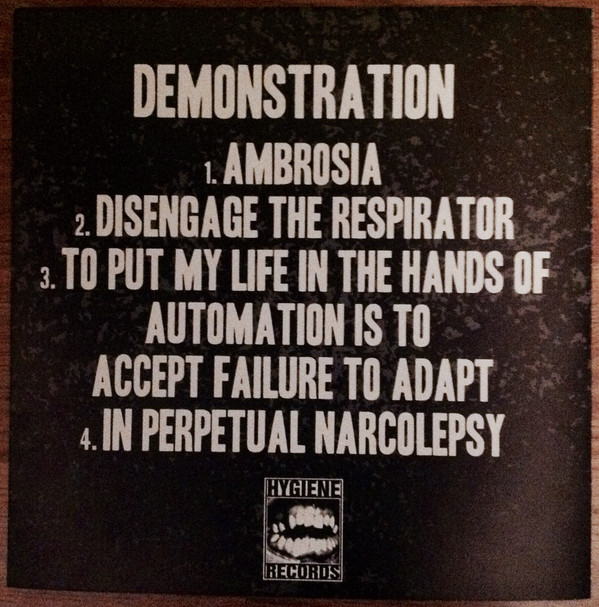 DEMONSTRATION
1. AMBROSIA
2. DISENGAGE THE RESPIRATOR
3. TO PUT MY LIFE IN THE HANDS OF
AUTOMATION IS TO
ACCEPT FAILURE TO ADAPT
4. IN PERPETUAL NARCOLEPSY
HYGIENE
RECORDS